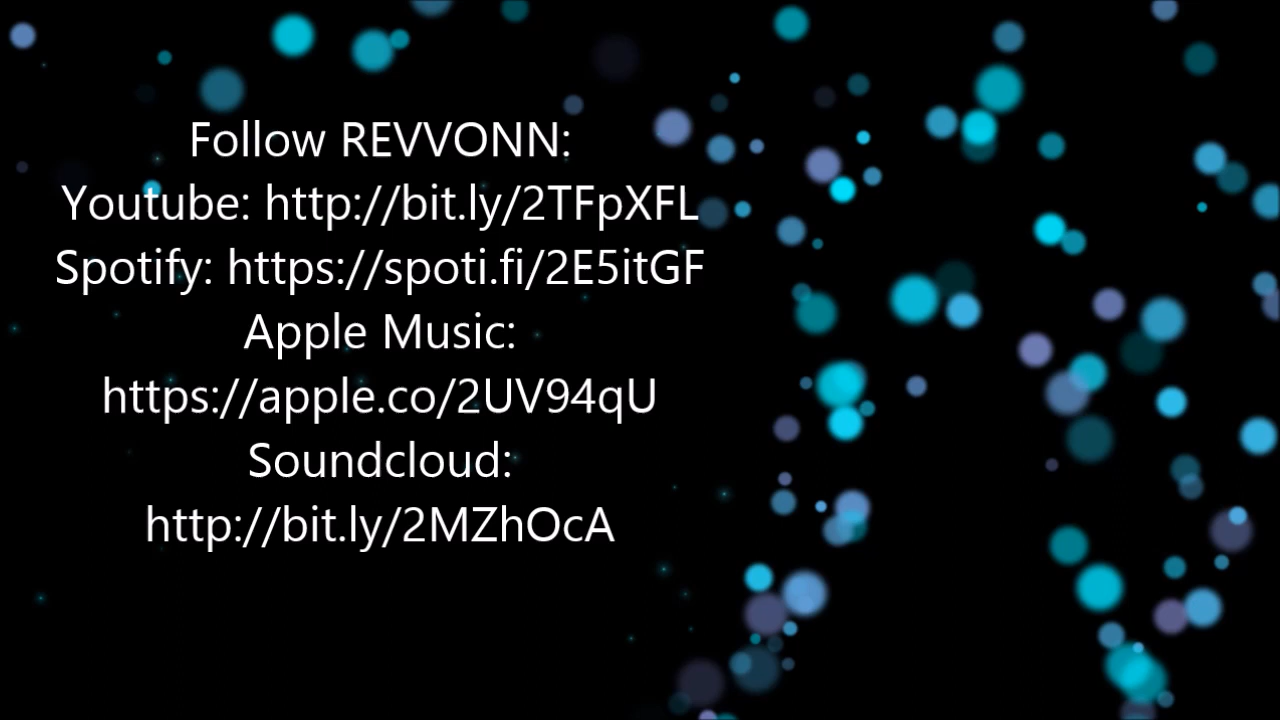 Follow REVVONN:
Youtube: http://bit.ly/2TFpXFL
Spotify: https://spoti.fi/2E5itGF
Apple Music:
https://apple.co/2UV94qU
Soundcloud:
http://bit.ly/2MZhOcA